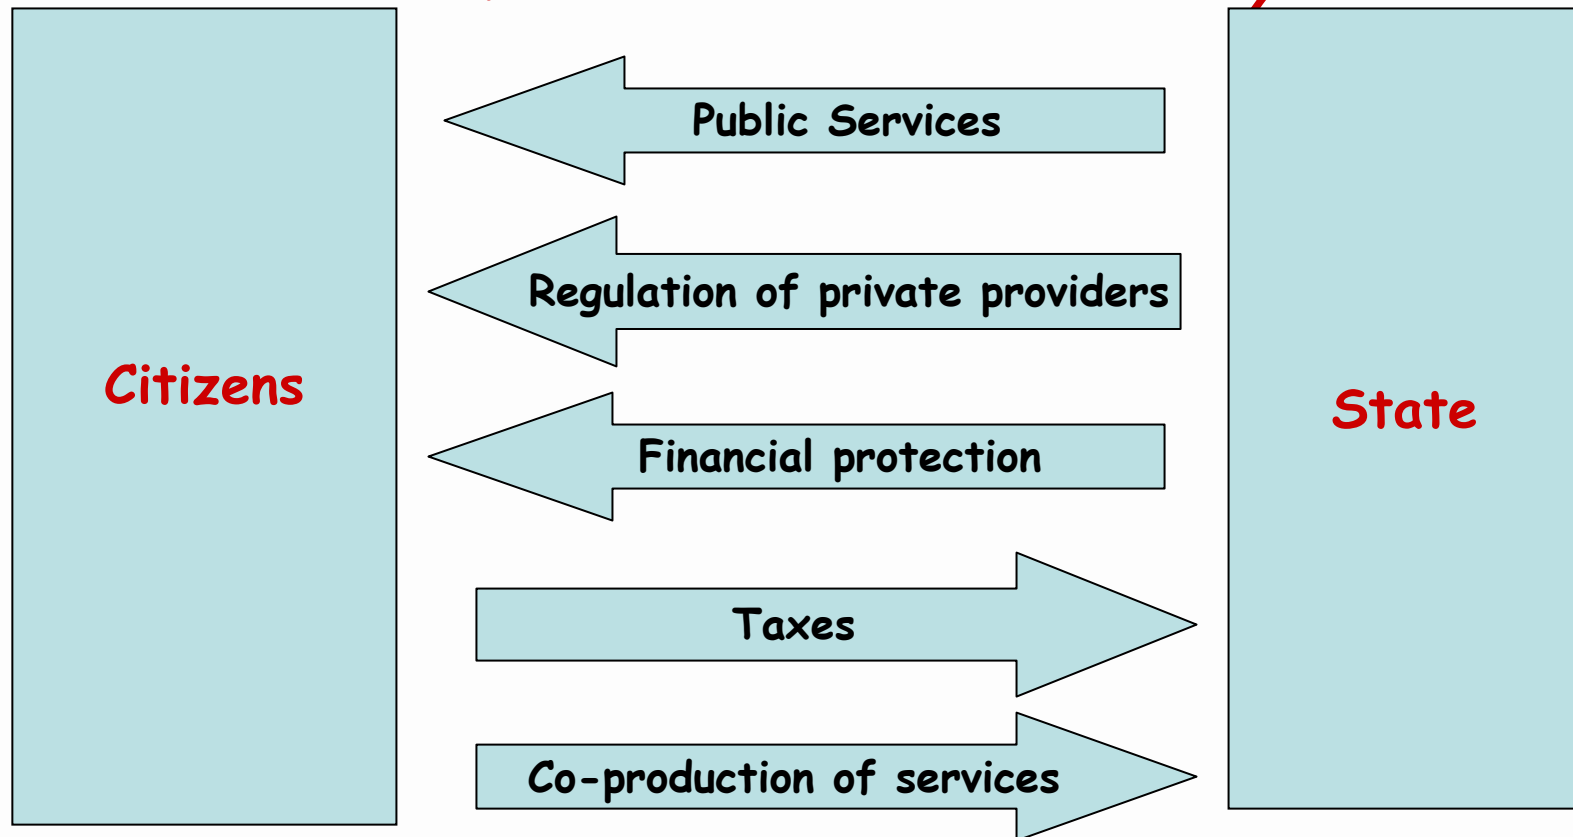 Public Services
Regulation of private providers
Citizens
State
Financial protection
Taxes
Co-production of services